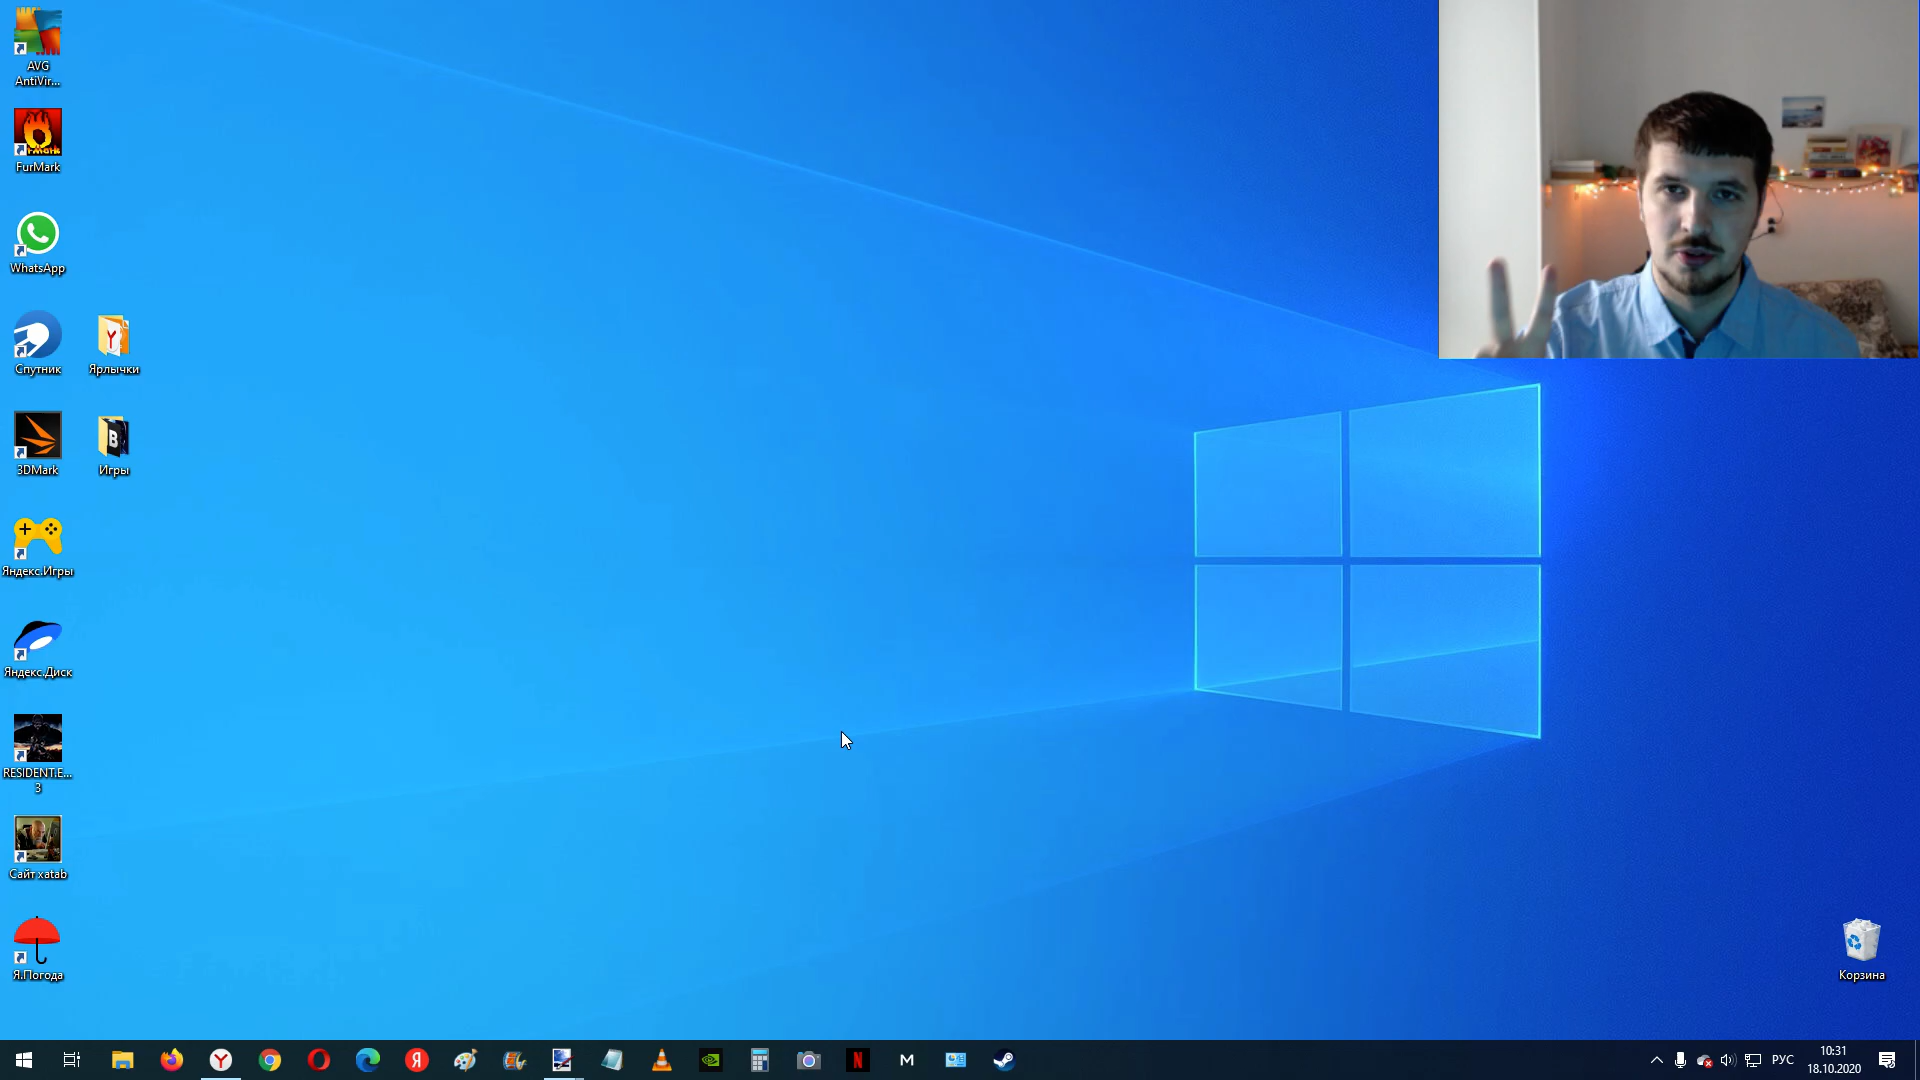 AVG
AntiVir...
FurMark
WhatsApp
Спутник
Ярлычки
3DMark
Игры
Яндекс.Игры
Яндекс.Диск
RESIDENT.E...
3
Сайт xatab
Я.Погода
Корзина
РУС
10:31
18.10.2020